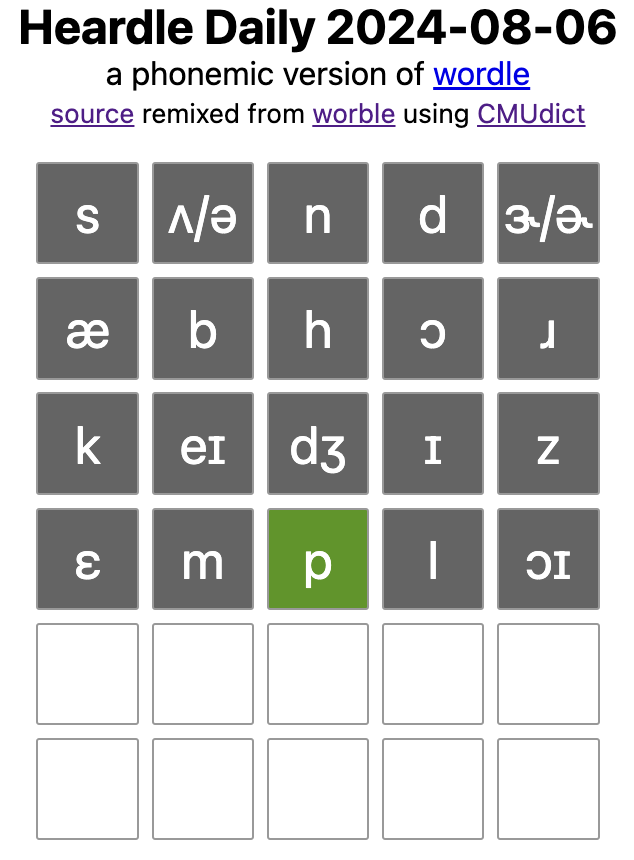 Heardle Daily 2024-08-06
a phonemic version of wordle
source remixed from worble using CMUdict
s ʌ/ə n d ɝ/ɚ
æ b h ɔ ɹ
k eɪ dʒ ɪ z
ɛ m p l ɔɪ